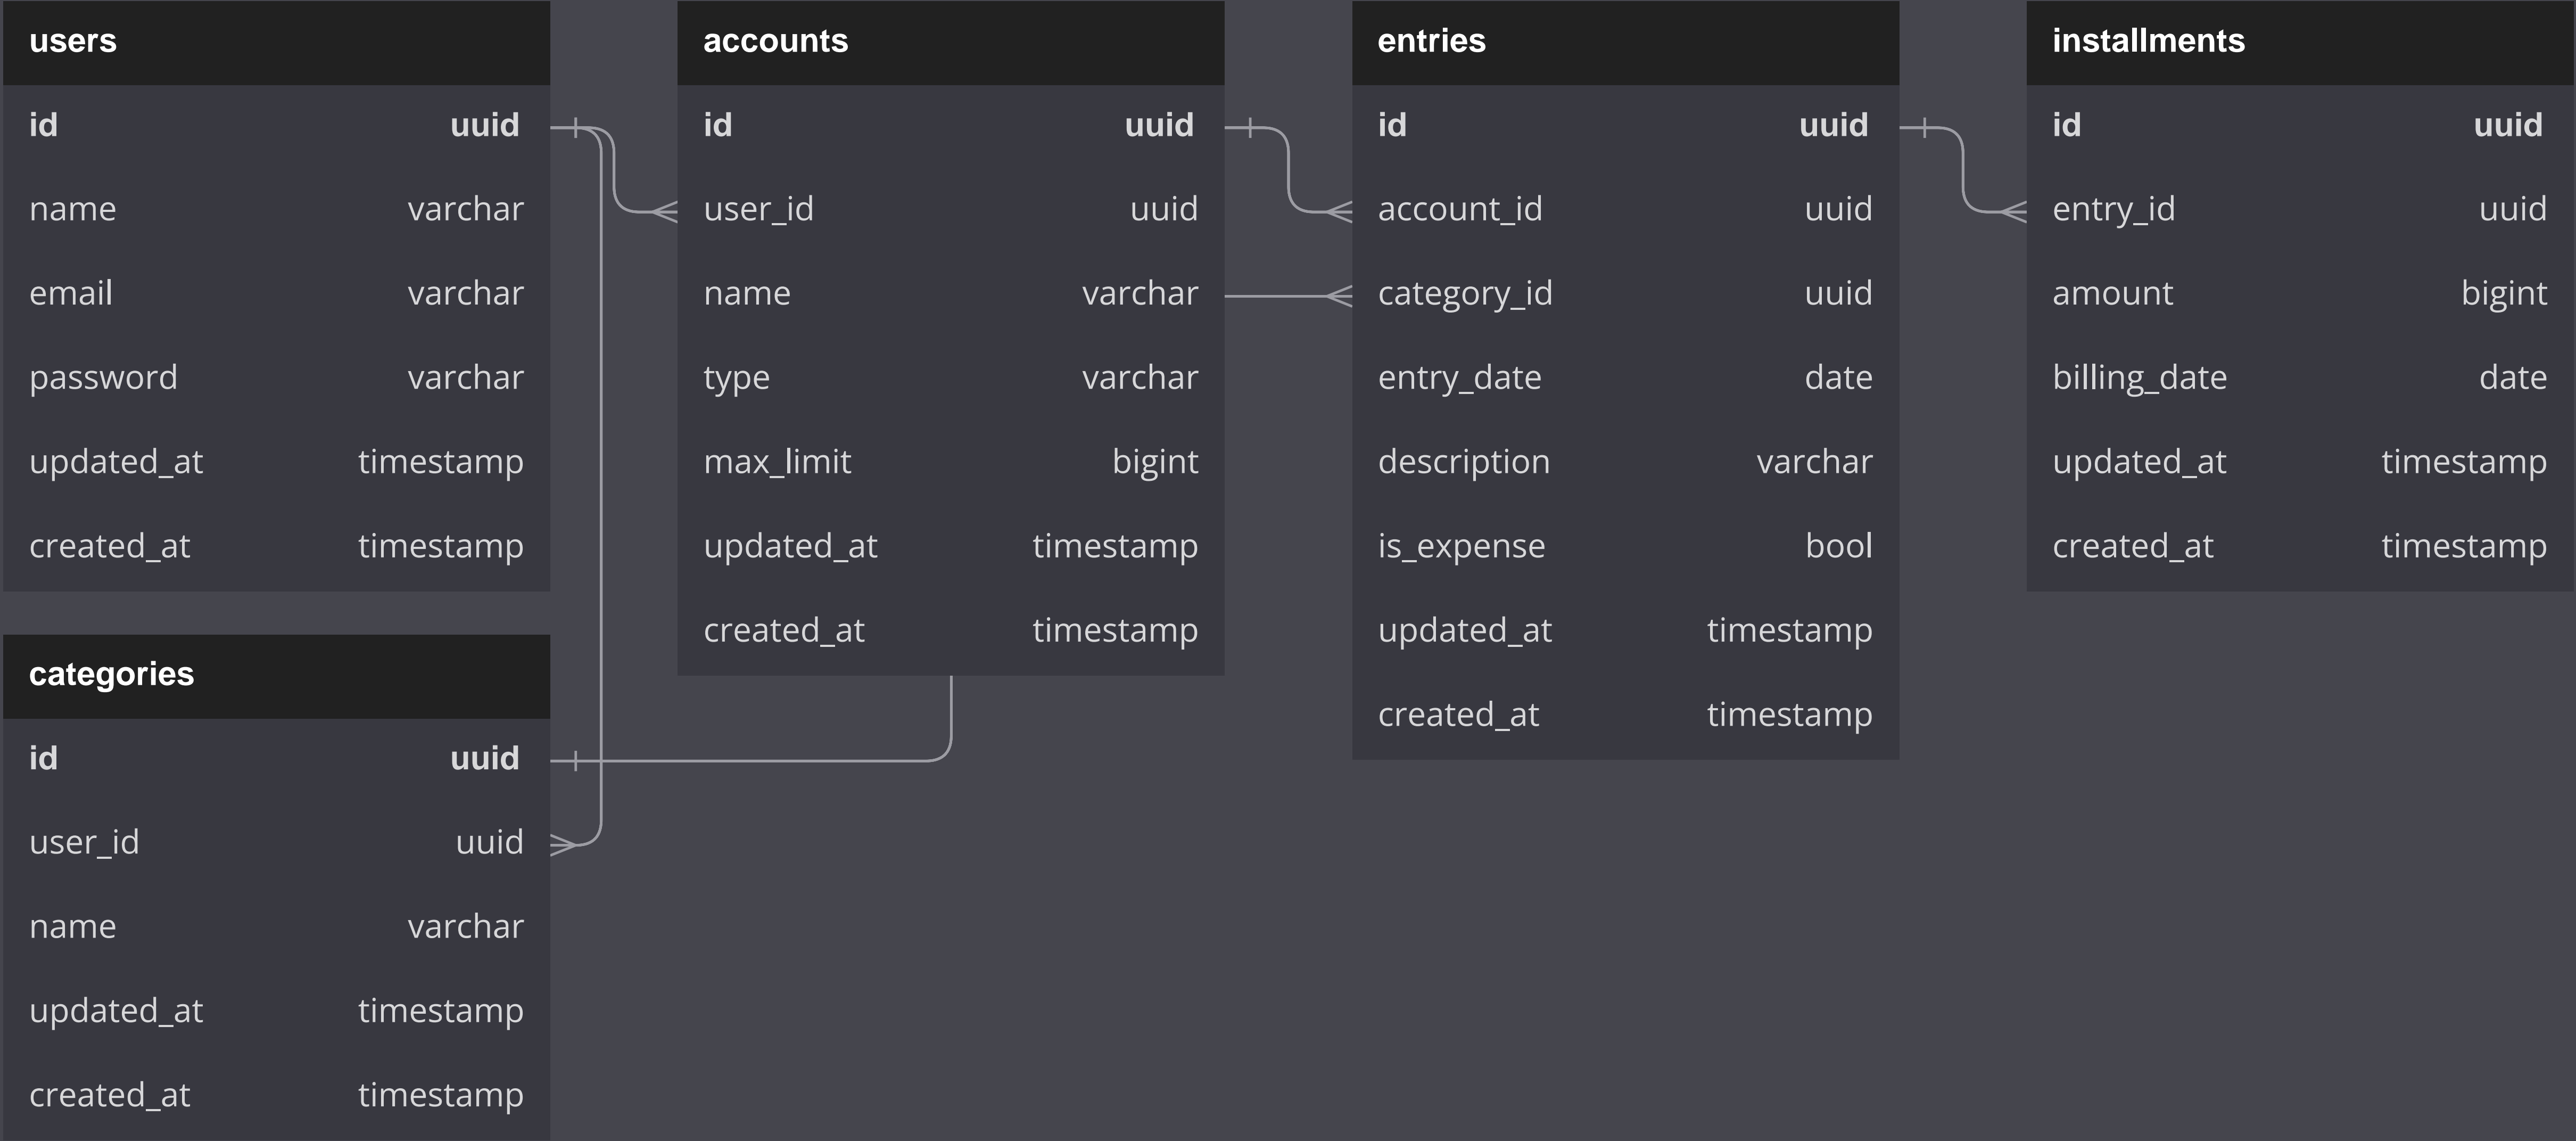 users
id uuid
name varchar
email varchar
password varchar
updated_at timestamp
created_at timestamp
categories
id uuid
user_id uuid
name varchar
updated_at timestamp
created_at timestamp
accounts
id uuid
user_id uuid
name varchar
type varchar
max_limit bigint
updated_at timestamp
created_at timestamp
entries
id uuid
account_id uuid
category_id uuid
entry_date date
description varchar
is_expense bool
updated_at timestamp
created_at timestamp
installments
id uuid
entry_id uuid
amount bigint
billing_date date
updated_at timestamp
created_at timestamp